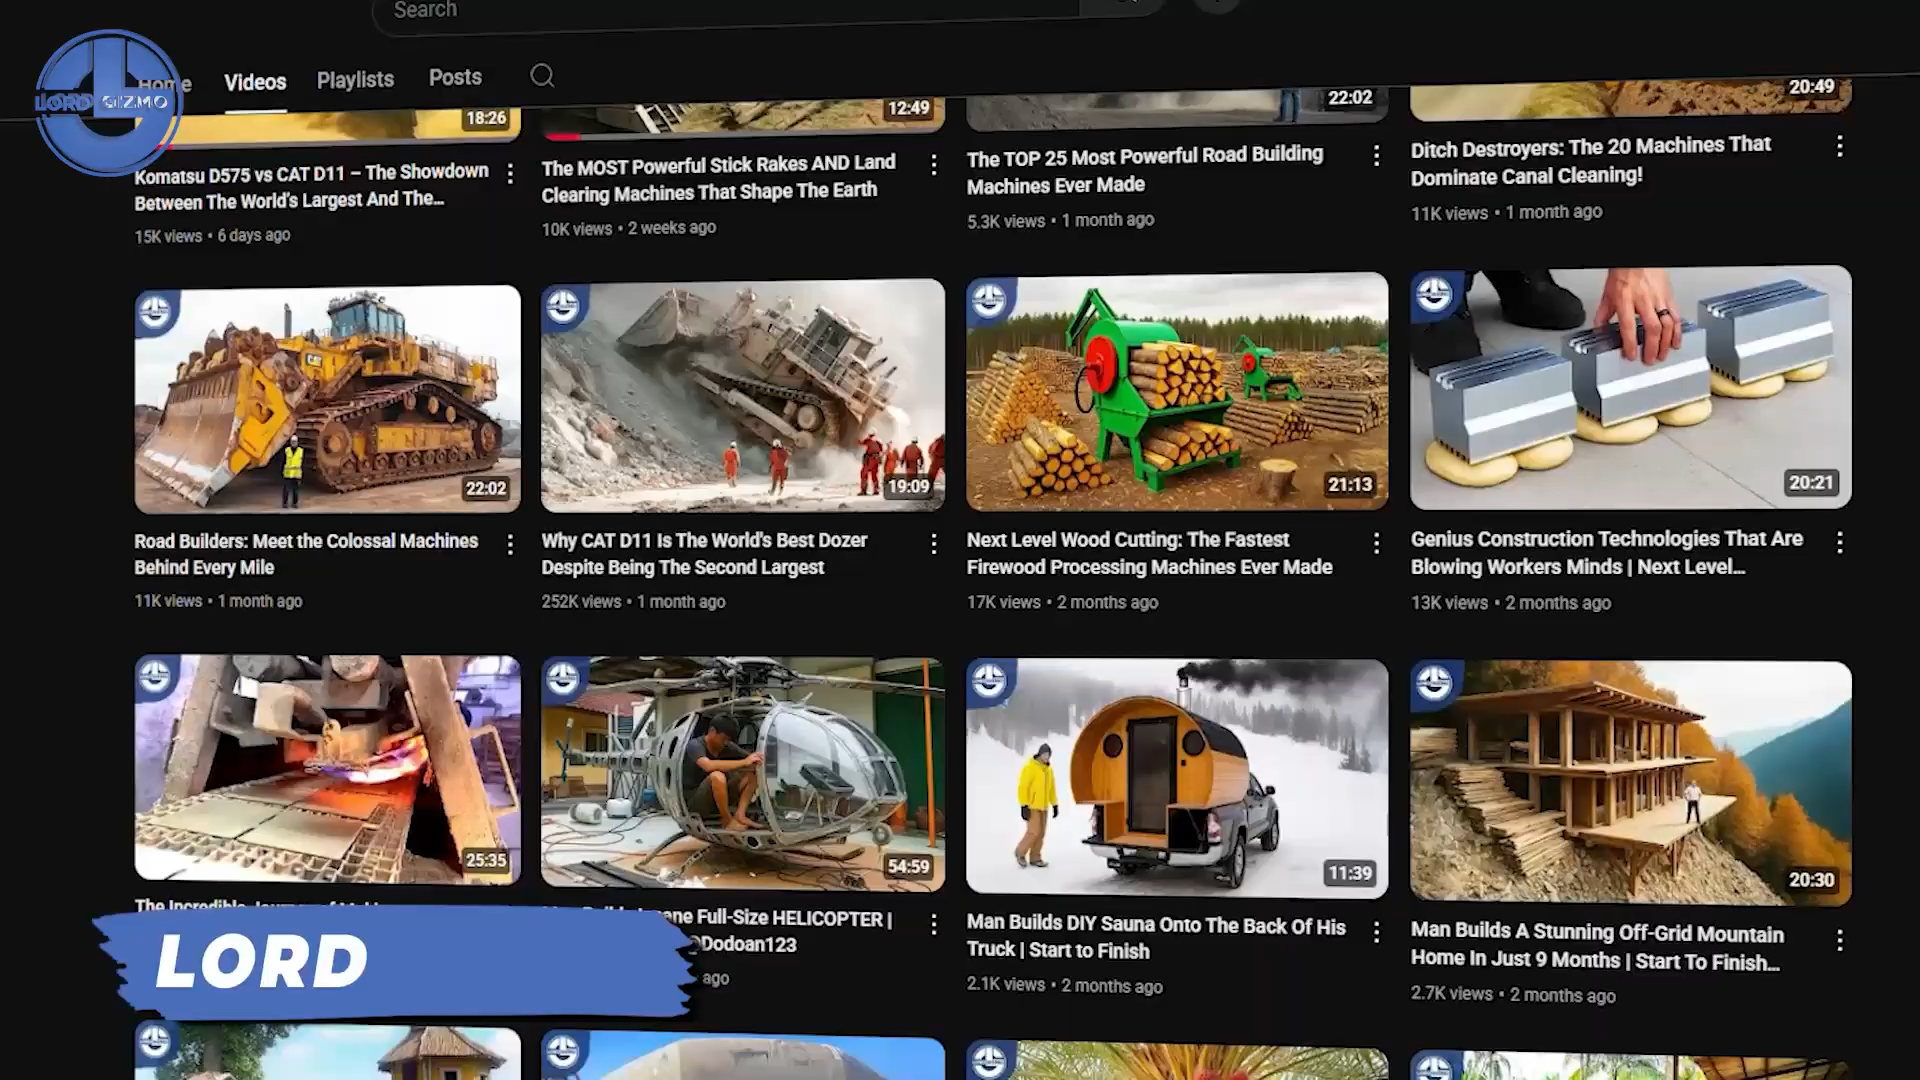 Search
Home
Videos
Playlists
Posts
LORD GIZMO
18:26
12:49
22:02
20:49
Komatsu D575 vs CAT D11 – The Showdown
Between The World's Largest And The...
15K views • 6 days ago
The MOST Powerful Stick Rakes AND Land
Clearing Machines That Shape The Earth
10K views • 2 weeks ago
The TOP 25 Most Powerful Road Building
Machines Ever Made
5.3K views • 1 month ago
Ditch Destroyers: The 20 Machines That
Dominate Canal Cleaning!
11K views • 1 month ago
CAT
22:02
19:09
21:13
20:21
Road Builders: Meet the Colossal Machines
Behind Every Mile
11K views • 1 month ago
Why CAT D11 Is The World's Best Dozer
Despite Being The Second Largest
252K views • 1 month ago
Next Level Wood Cutting: The Fastest
Firewood Processing Machines Ever Made
17K views • 2 months ago
Genius Construction Technologies That Are
Blowing Workers Minds | Next Level...
13K views • 2 months ago
25:35
54:59
11:39
20:30
The Incredible
Full-Size HELICOPTER |
@Dodoan123
ago
Man Builds DIY Sauna Onto The Back Of His
Truck | Start to Finish
2.1K views • 2 months ago
Man Builds A Stunning Off-Grid Mountain
Home In Just 9 Months | Start To Finish...
2.7K views • 2 months ago
LORD